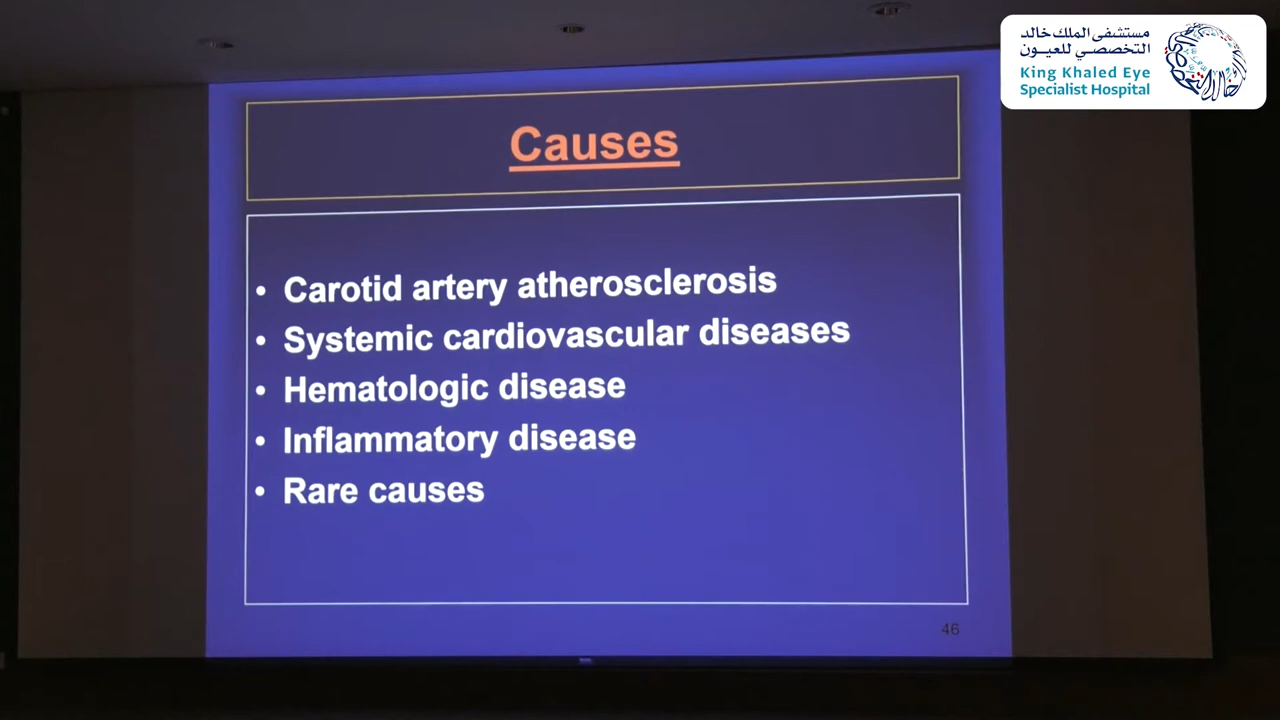 مستشفى الملك خالد
التخصصي للعيون
King Khaled Eye
Specialist Hospital
Causes
• Carotid artery atherosclerosis
• Systemic cardiovascular diseases
• Hematologic disease
• Inflammatory disease
• Rare causes
46